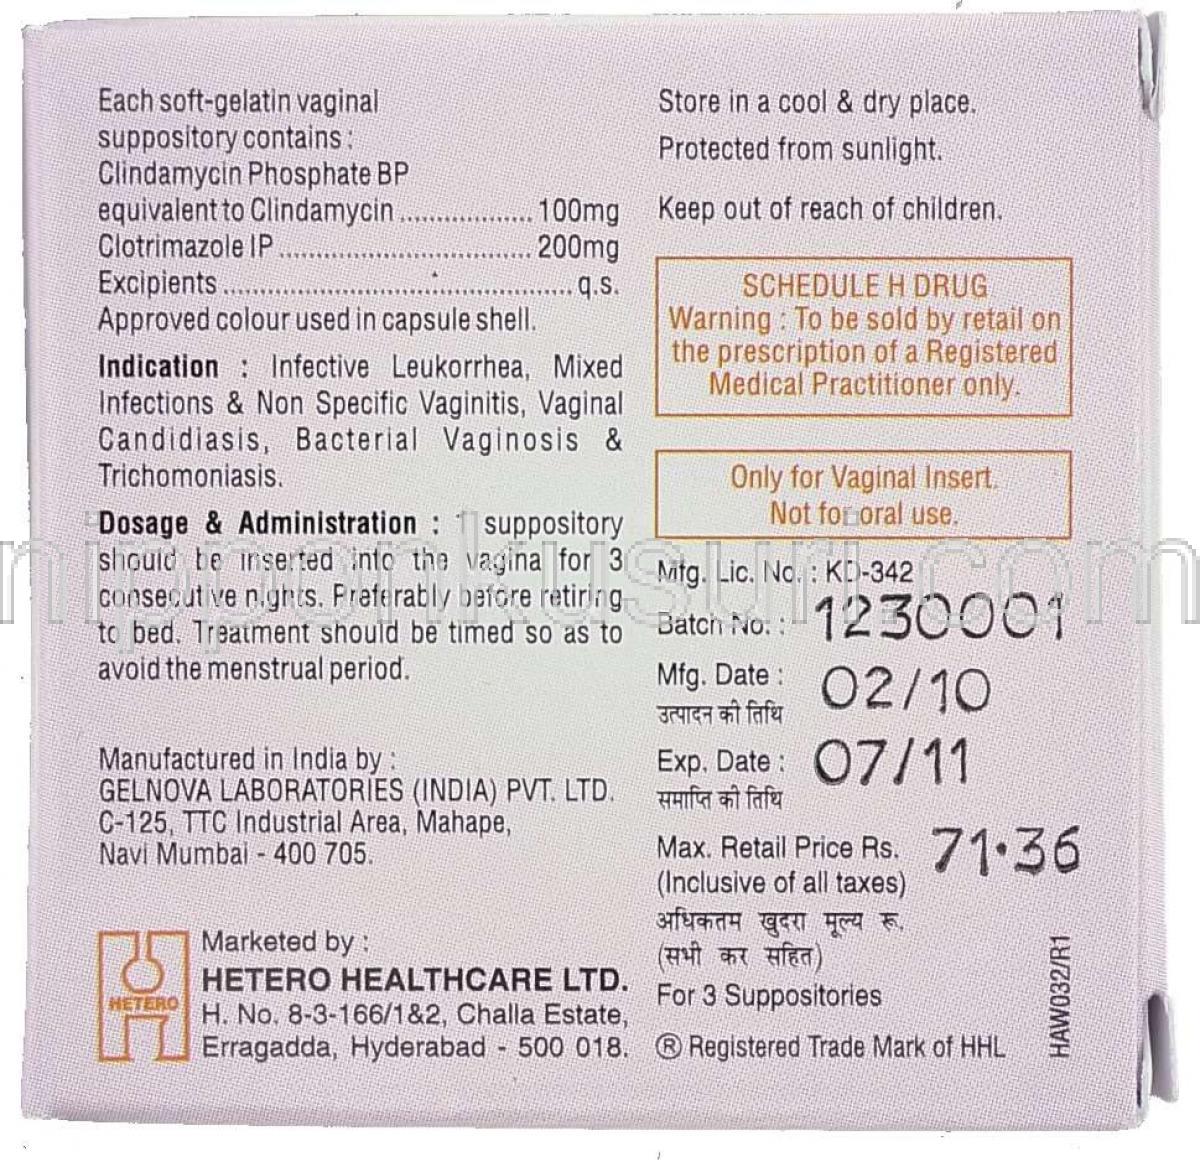 Each soft-gelatin vaginal
suppository contains :
Clindamycin Phosphate BP
equivalent to Clindamycin .................. 100mg
Clotrimazole IP ................................. 200mg
Excipients .............................................. q.s.
Approved colour used in capsule shell.
Indication : Infective Leukorrhea, Mixed
Infections & Non Specific Vaginitis, Vaginal
Candidiasis, Bacterial Vaginosis &
Trichomoniasis.
Dosage & Administration : 1 suppository
should be inserted into the vagina for 3
consecutive nights. Preferably before retiring
to bed. Treatment should be timed so as to
avoid the menstrual period.
Manufactured in India by :
GELNOVA LABORATORIES (INDIA) PVT. LTD.
C-125, TTC Industrial Area, Mahape,
Navi Mumbai - 400 705.
HETERO
Marketed by :
HETERO HEALTHCARE LTD.
H. No. 8-3-166/1&2, Challa Estate,
Erragadda, Hyderabad - 500 018.
Store in a cool & dry place.
Protected from sunlight.
Keep out of reach of children.
SCHEDULE H DRUG
Warning : To be sold by retail on
the prescription of a Registered
Medical Practitioner only.
Only for Vaginal Insert.
Not for oral use.
Mfg. Lic. No. : KD-342
Batch No. : 1230001
Mfg. Date : 02/10
उत्पादन की तिथि
Exp. Date : 07/11
समाप्ति की तिथि
Max. Retail Price Rs. 71.36
(Inclusive of all taxes)
अधिकतम खुदरा मूल्य रू.
(सभी कर सहित)
For 3 Suppositories
® Registered Trade Mark of HHL
HAW032/R1
nipponkusuri.com